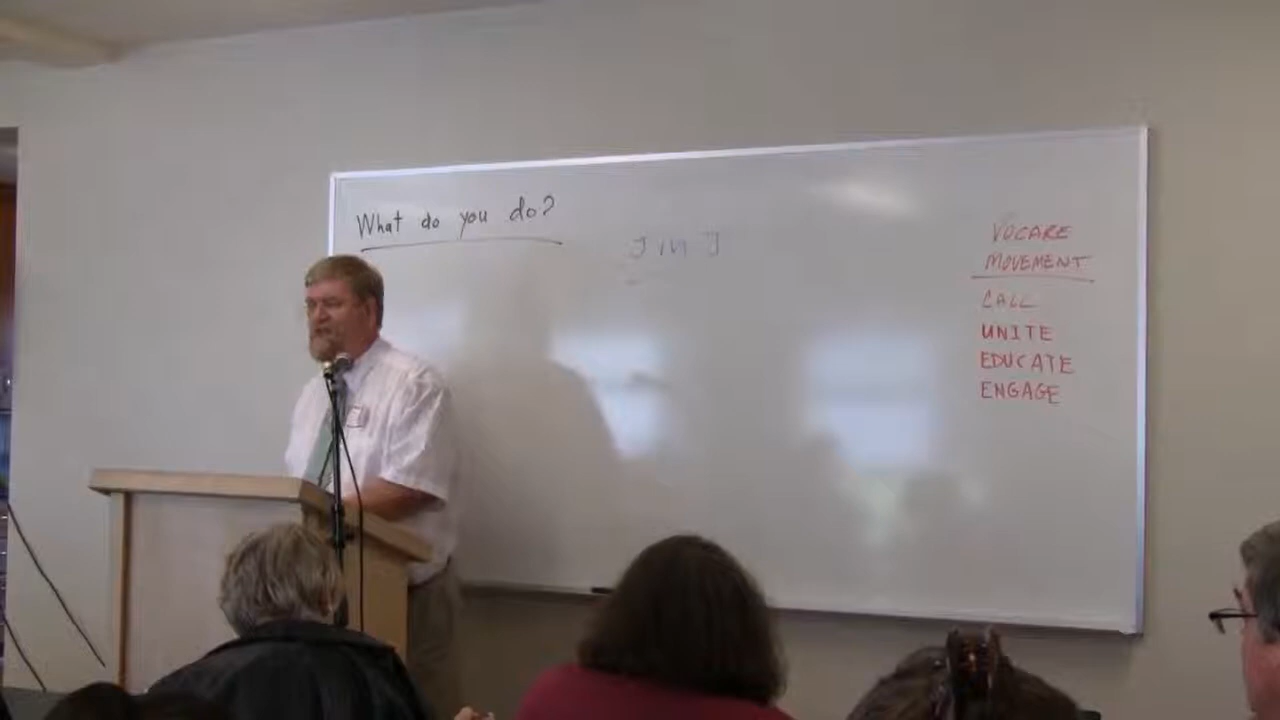 What do you do?
VOCARE
MOVEMENT
CALL
UNITE
EDUCATE
ENGAGE